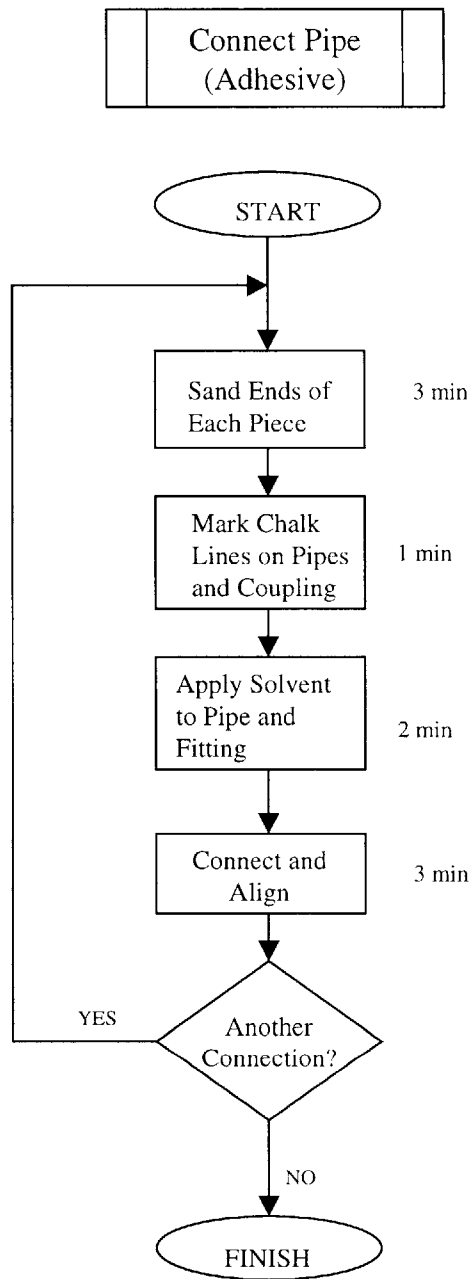 Connect Pipe
(Adhesive)
START
Sand Ends of
Each Piece
3 min
Mark Chalk
Lines on Pipes
and Coupling
1 min
Apply Solvent
to Pipe and
Fitting
2 min
Connect and
Align
3 min
YES
Another
Connection?
NO
FINISH